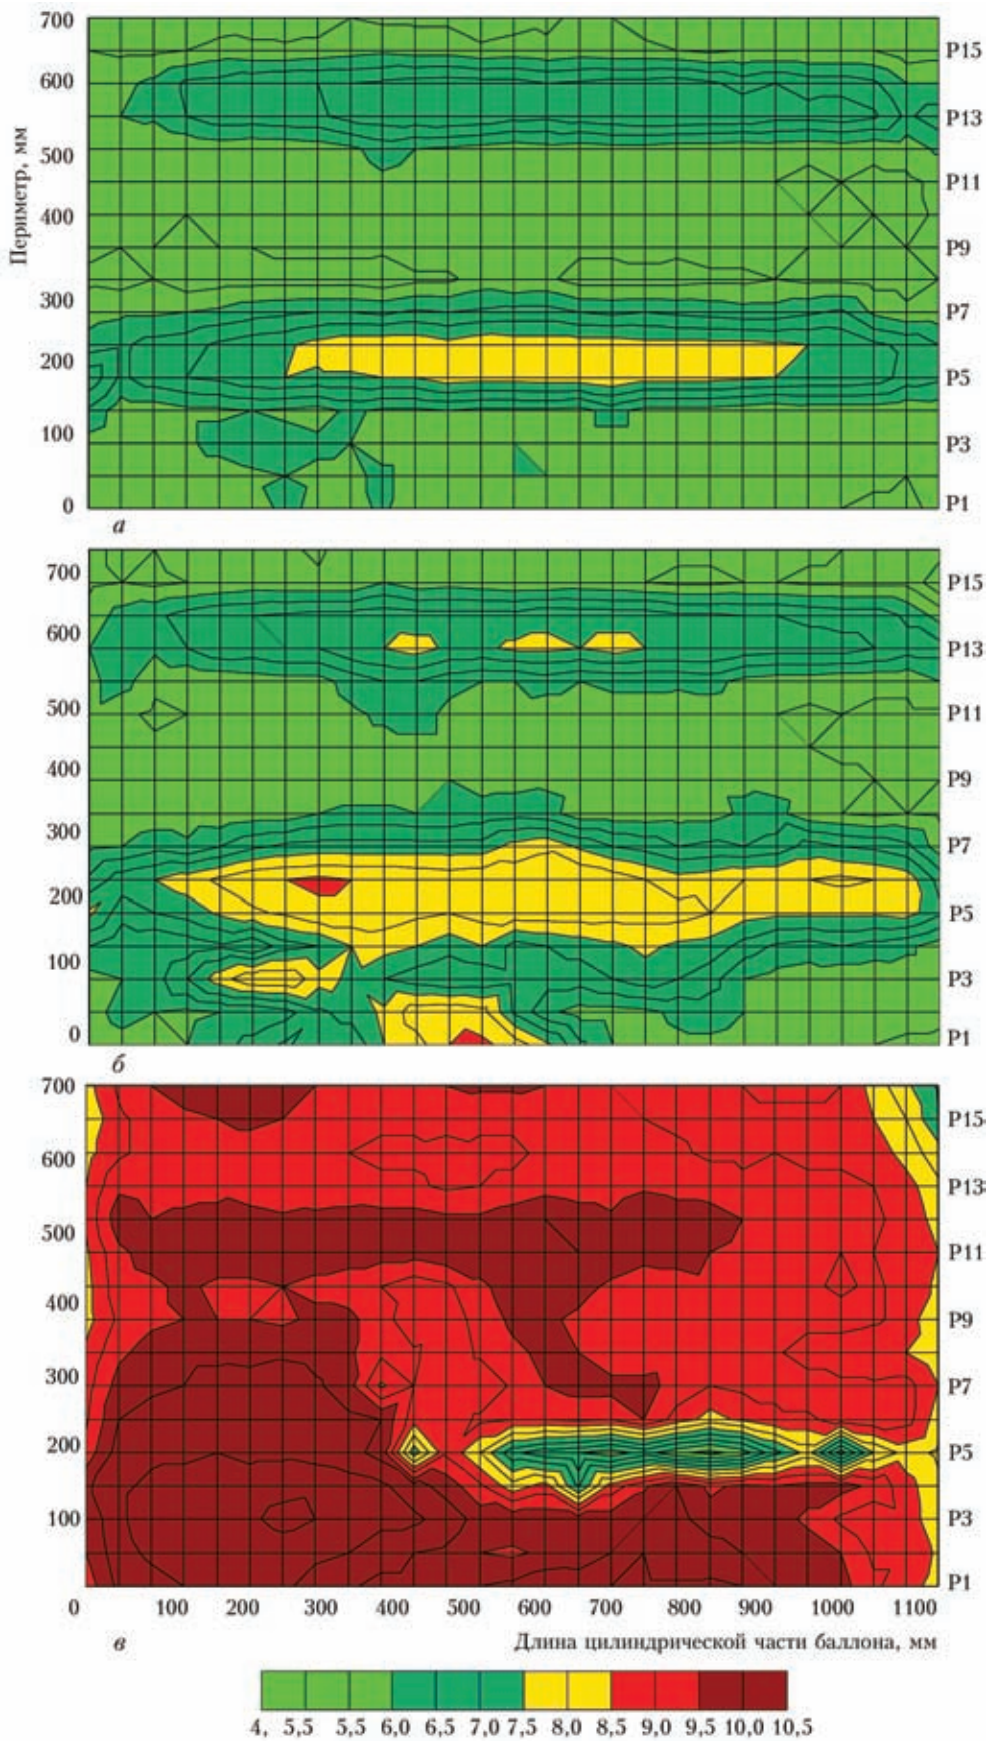 Периметр, мм
700
600
500
400
300
200
100
0
P15
P13
P11
P9
P7
P5
P3
P1
а
700
600
500
400
300
200
100
0
P15
P13
P11
P9
P7
P5
P3
P1
б
700
600
500
400
300
200
100
P15
P13
P11
P9
P7
P5
P3
P1
0 100 200 300 400 500 600 700 800 900 1000 1100
в
Длина цилиндрической части баллона, мм
4, 5,5 5,5 6,0 6,5 7,0 7,5 8,0 8,5 9,0 9,5 10,0 10,5